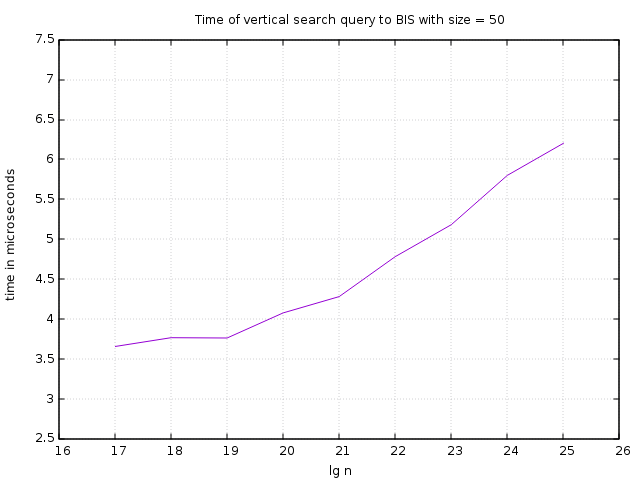 Time of vertical search query to BIS with size = 50
7.5
7
6.5
6
5.5
5
4.5
4
3.5
3
2.5
time in microseconds
16 17 18 19 20 21 22 23 24 25 26
lg n